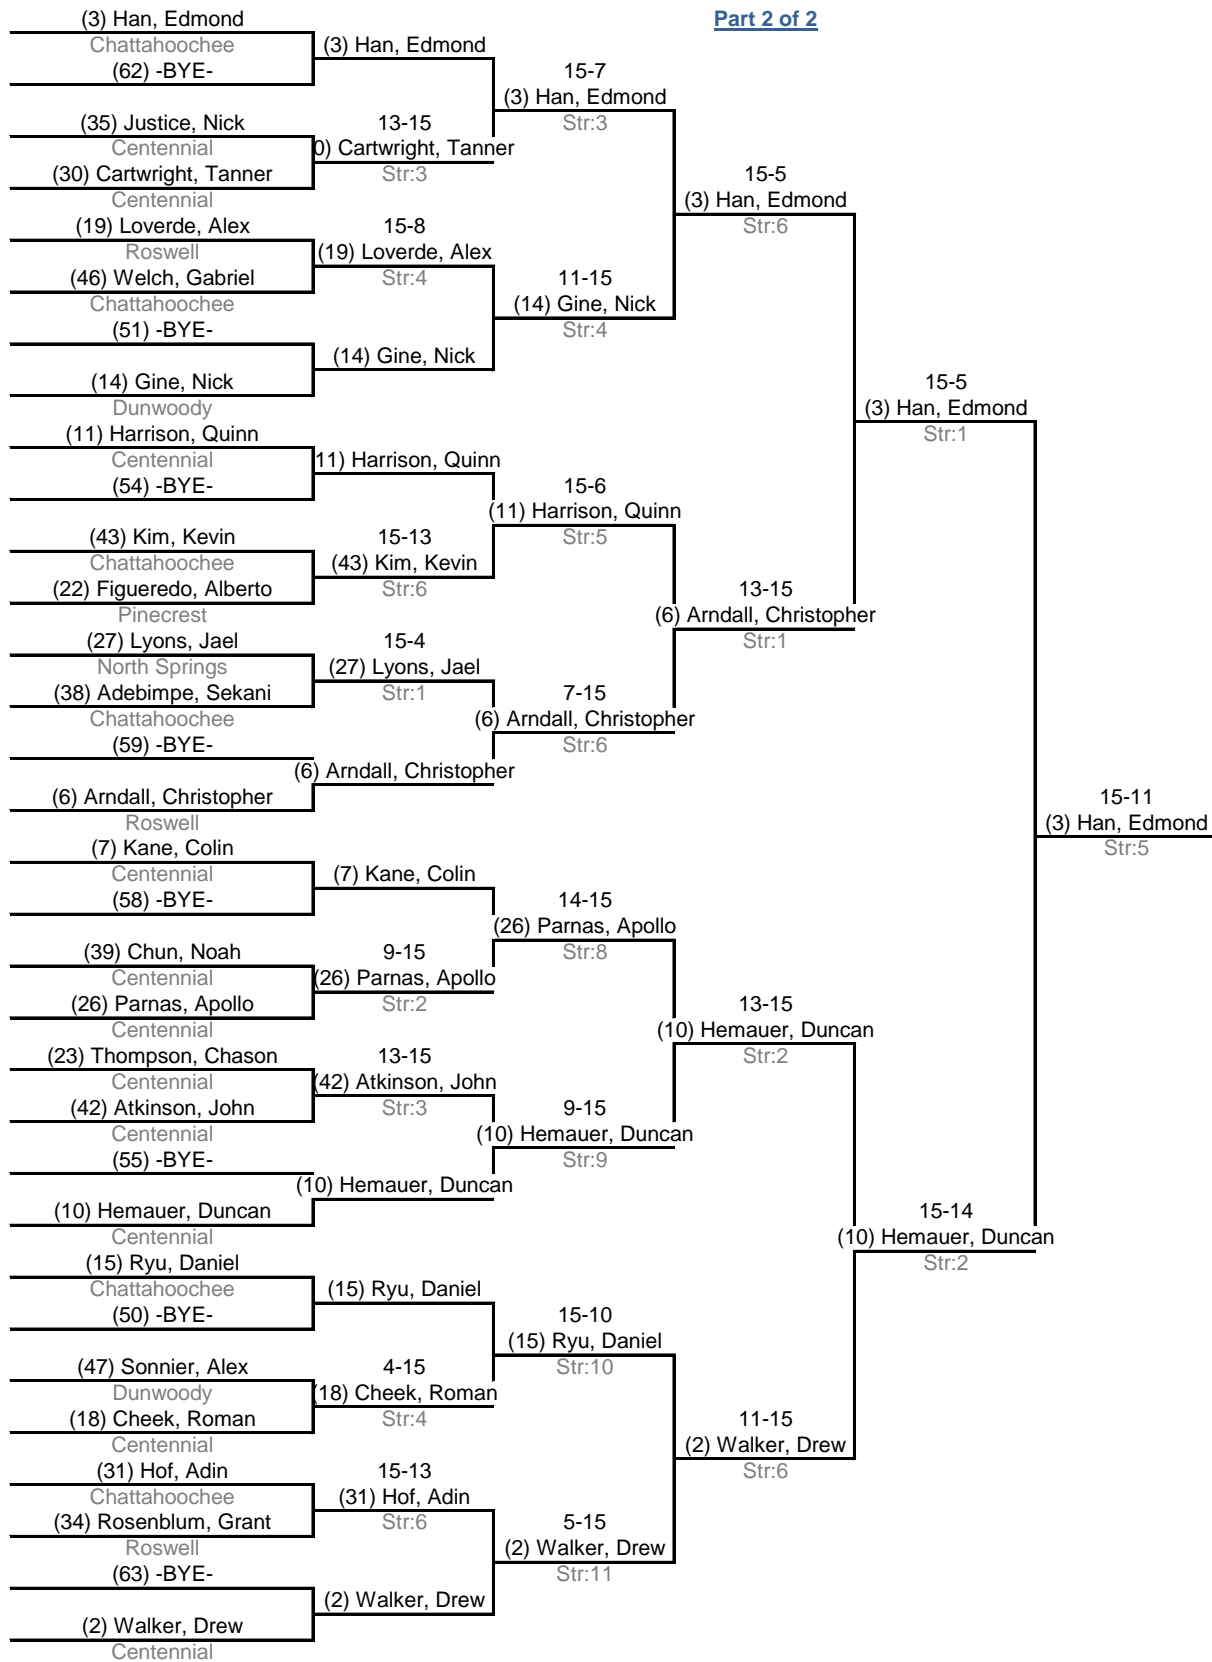 Part 2 of 2
(3) Han, Edmond
Chattahoochee
(62) -BYE-
(35) Justice, Nick
Centennial
(30) Cartwright, Tanner
Centennial
(19) Loverde, Alex
Roswell
(46) Welch, Gabriel
Chattahoochee
(51) -BYE-
(14) Gine, Nick
Dunwoody
(11) Harrison, Quinn
Centennial
(54) -BYE-
(43) Kim, Kevin
Chattahoochee
(22) Figueredo, Alberto
Pinecrest
(27) Lyons, Jael
North Springs
(38) Adebimpe, Sekani
Chattahoochee
(59) -BYE-
(6) Arndall, Christopher
Roswell
(7) Kane, Colin
Centennial
(58) -BYE-
(39) Chun, Noah
Centennial
(26) Parnas, Apollo
Centennial
(23) Thompson, Chason
Centennial
(42) Atkinson, John
Centennial
(55) -BYE-
(10) Hemauer, Duncan
Centennial
(15) Ryu, Daniel
Chattahoochee
(50) -BYE-
(47) Sonnier, Alex
Dunwoody
(18) Cheek, Roman
Centennial
(31) Hof, Adin
Chattahoochee
(34) Rosenblum, Grant
Roswell
(63) -BYE-
(2) Walker, Drew
Centennial
(3) Han, Edmond
13-15
0) Cartwright, Tanner
Str:3
15-8
(19) Loverde, Alex
Str:4
(14) Gine, Nick
11) Harrison, Quinn
15-13
(43) Kim, Kevin
Str:6
15-4
(27) Lyons, Jael
Str:1
(6) Arndall, Christopher
(7) Kane, Colin
9-15
(26) Parnas, Apollo
Str:2
13-15
(42) Atkinson, John
Str:3
(10) Hemauer, Duncan
(15) Ryu, Daniel
4-15
(18) Cheek, Roman
Str:4
15-13
(31) Hof, Adin
Str:6
(2) Walker, Drew
15-7
(3) Han, Edmond
Str:3
11-15
(14) Gine, Nick
Str:4
15-6
(11) Harrison, Quinn
Str:5
7-15
(6) Arndall, Christopher
Str:6
14-15
(26) Parnas, Apollo
Str:8
9-15
(10) Hemauer, Duncan
Str:9
15-10
(15) Ryu, Daniel
Str:10
5-15
(2) Walker, Drew
Str:11
15-5
(3) Han, Edmond
Str:6
13-15
(6) Arndall, Christopher
Str:1
13-15
(10) Hemauer, Duncan
Str:2
11-15
(2) Walker, Drew
Str:6
15-5
(3) Han, Edmond
Str:1
15-14
(10) Hemauer, Duncan
Str:2
15-11
(3) Han, Edmond
Str:5